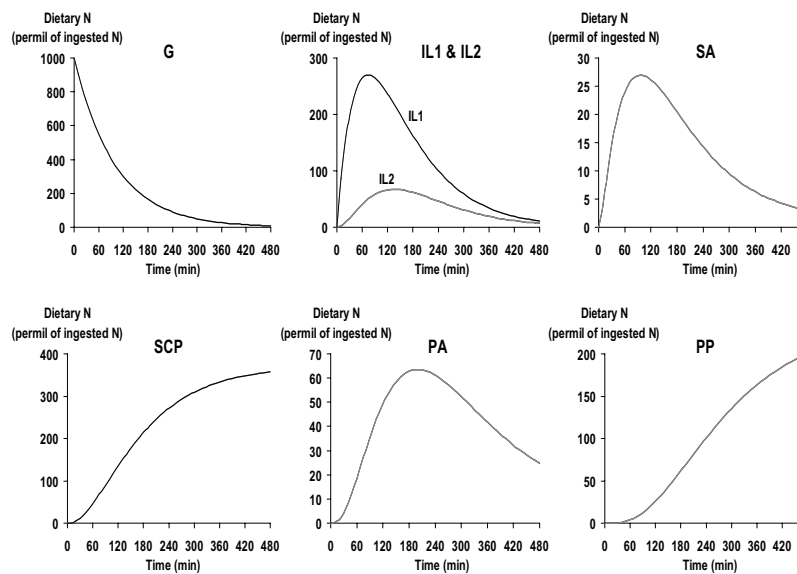 Dietary N
(permil of ingested N)
G
1000
800
600
400
200
0
0 60 120 180 240 300 360 420 480
Time (min)
Dietary N
(permil of ingested N)
IL1 & IL2
300
200
100
0
IL1
IL2
0 60 120 180 240 300 360 420 480
Time (min)
Dietary N
(permil of ingested N)
SA
30
25
20
15
10
5
0
0 60 120 180 240 300 360 420
Time (min)
Dietary N
(permil of ingested N)
SCP
400
300
200
100
0
0 60 120 180 240 300 360 420 480
Time (min)
Dietary N
(permil of ingested N)
PA
70
60
50
40
30
20
10
0
0 60 120 180 240 300 360 420 480
Time (min)
Dietary N
(permil of ingested N)
PP
200
150
100
50
0
0 60 120 180 240 300 360 420
Time (min)